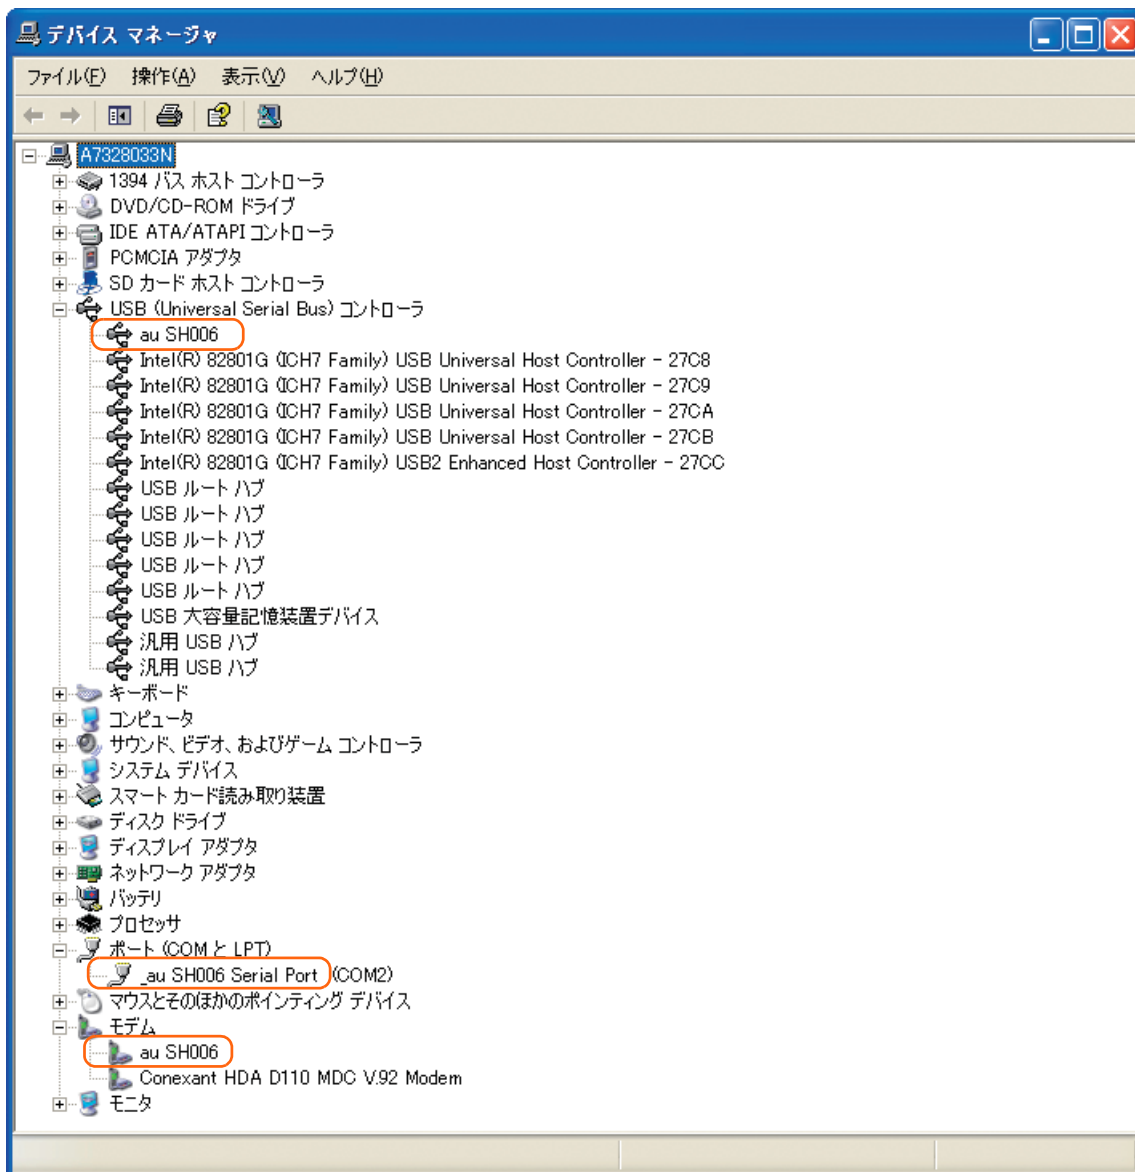 デバイス マネージャ
ファイル(F) 操作(A) 表示(V) ヘルプ(H)
A7328033N
1394 バス ホスト コントローラ
DVD/CD-ROM ドライブ
IDE ATA/ATAPI コントローラ
PCMCIA アダプタ
SD カード ホスト コントローラ
USB (Universal Serial Bus) コントローラ
au SH006
Intel(R) 82801G (ICH7 Family) USB Universal Host Controller - 27C8
Intel(R) 82801G (ICH7 Family) USB Universal Host Controller - 27C9
Intel(R) 82801G (ICH7 Family) USB Universal Host Controller - 27CA
Intel(R) 82801G (ICH7 Family) USB Universal Host Controller - 27CB
Intel(R) 82801G (ICH7 Family) USB2 Enhanced Host Controller - 27CC
USB ルート ハブ
USB ルート ハブ
USB ルート ハブ
USB ルート ハブ
USB ルート ハブ
USB 大容量記憶装置デバイス
汎用 USB ハブ
汎用 USB ハブ
キーボード
コンピュータ
サウンド、ビデオ、およびゲーム コントローラ
システム デバイス
スマート カード読み取り装置
ディスク ドライブ
ディスプレイ アダプタ
ネットワーク アダプタ
バッテリ
プロセッサ
ポート (COM と LPT)
_au SH006 Serial Port (COM2)
マウスとそのほかのポインティング デバイス
モデム
au SH006
Conexant HDA D110 MDC V.92 Modem
モニタ